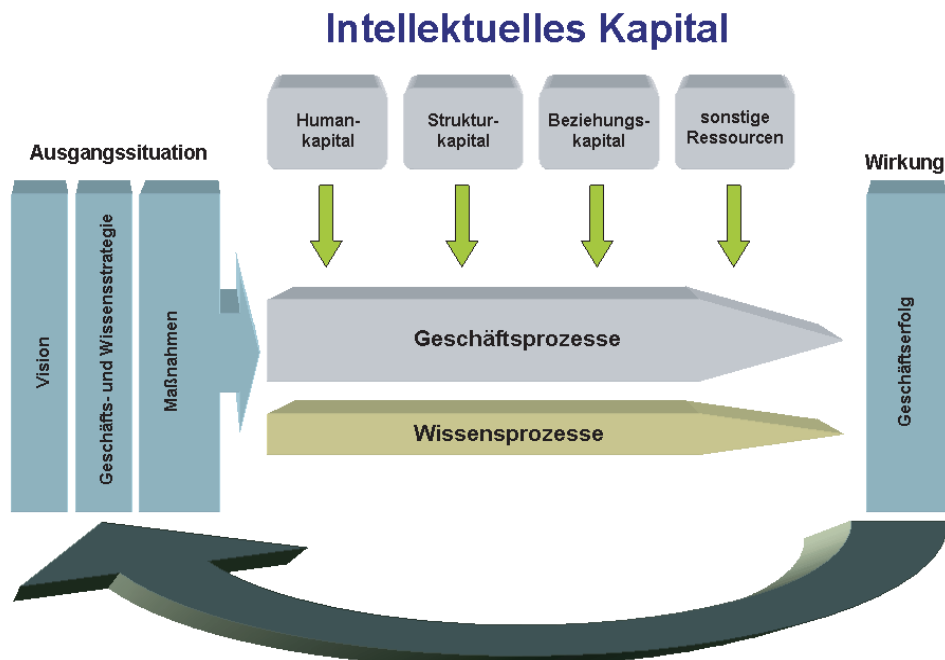 Intellektuelles Kapital
Human-
kapital
Struktur-
kapital
Beziehungs-
kapital
sonstige
Ressourcen
Ausgangssituation
Wirkung
Vision
Geschäfts- und Wissensstrategie
Maßnahmen
Geschäftsprozesse
Wissensprozesse
Geschäftserfolg